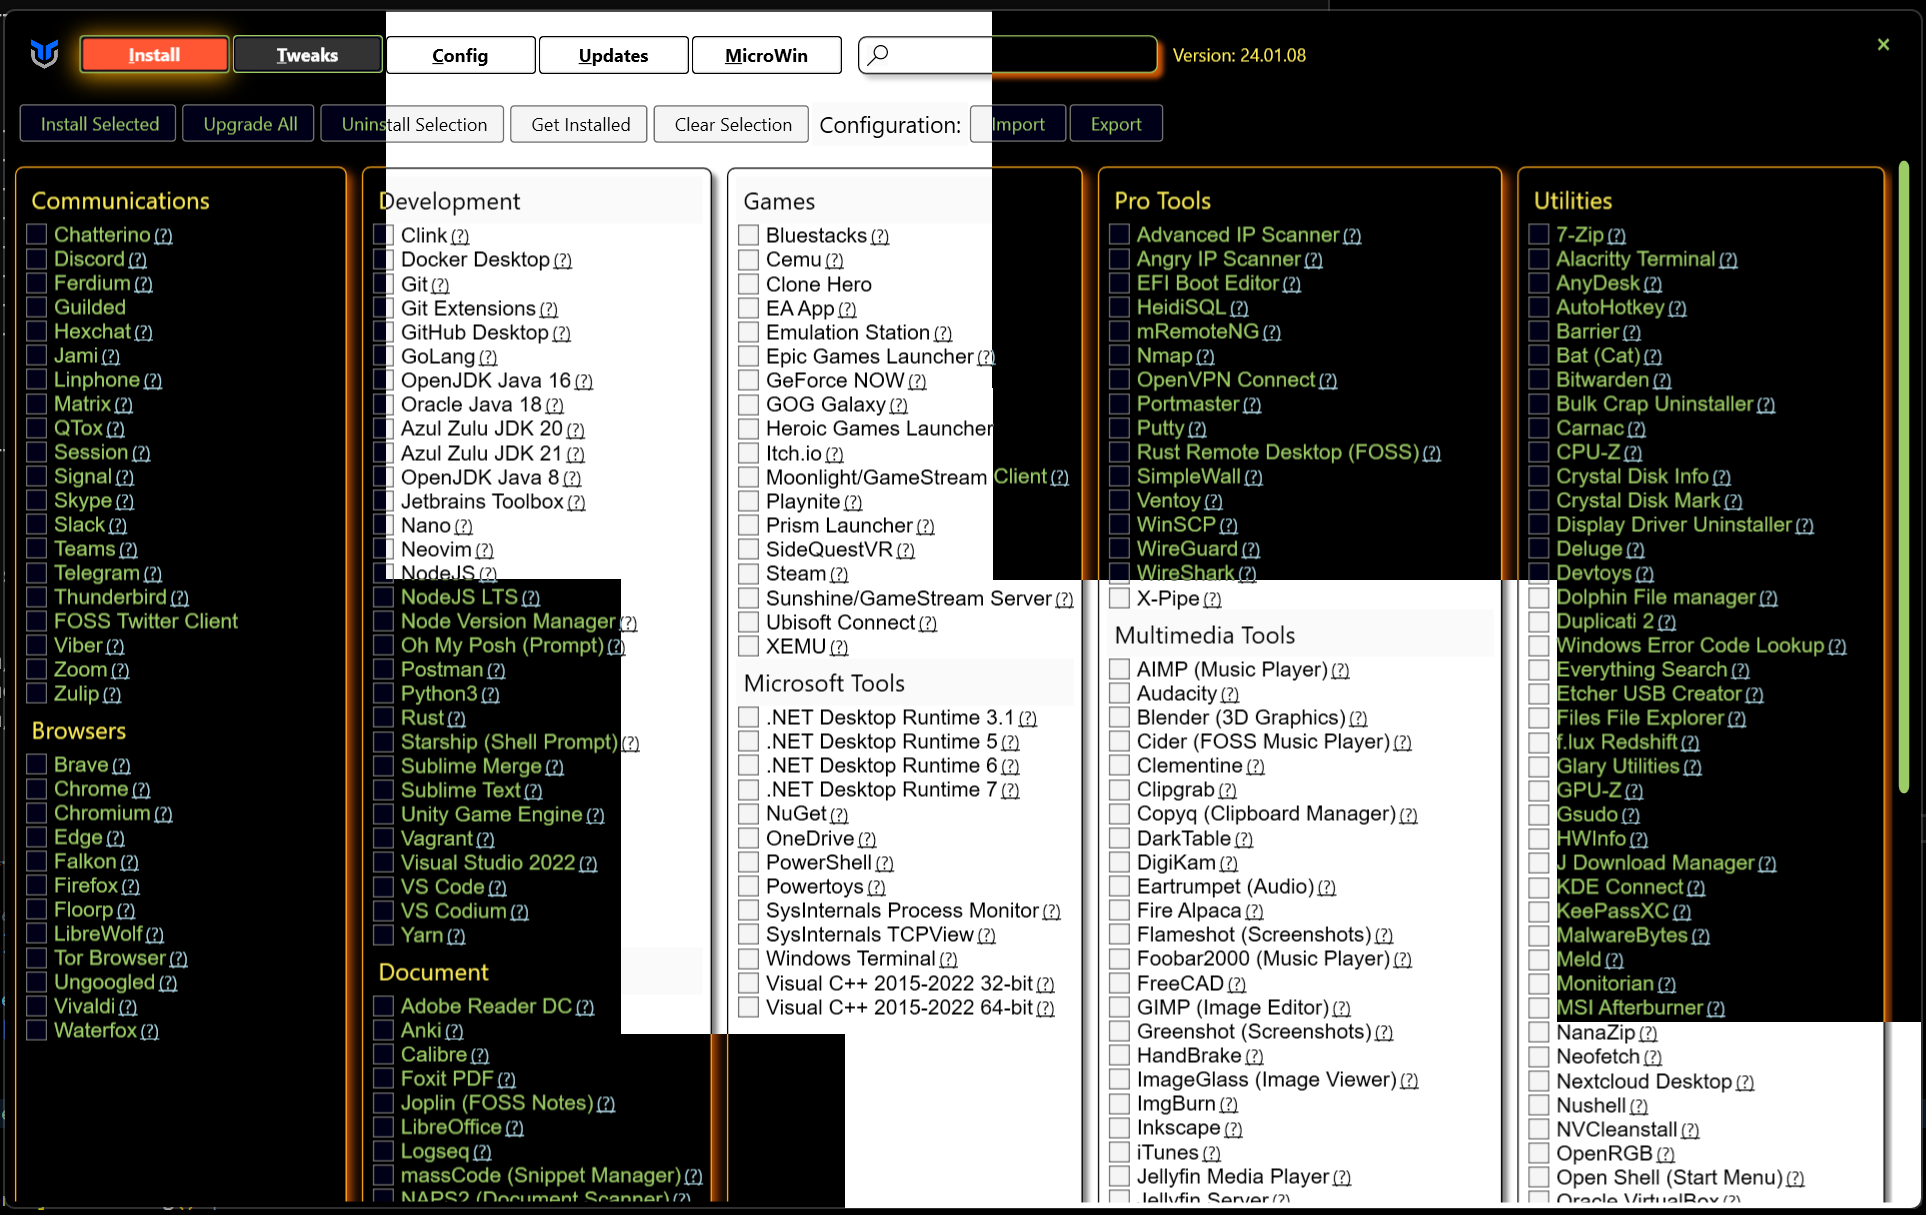 Install Tweaks Config Updates MicroWin Version: 24.01.08 ×
Install Selected Upgrade All Uninstall Selection Get Installed Clear Selection Configuration: Import Export
Communications
Chatterino (?)
Discord (?)
Ferdium (?)
Guilded
Hexchat (?)
Jami (?)
Linphone (?)
Matrix (?)
QTox (?)
Session (?)
Signal (?)
Skype (?)
Slack (?)
Teams (?)
Telegram (?)
Thunderbird (?)
FOSS Twitter Client
Viber (?)
Zoom (?)
Zulip (?)
Browsers
Brave (?)
Chrome (?)
Chromium (?)
Edge (?)
Falkon (?)
Firefox (?)
Floorp (?)
LibreWolf (?)
Tor Browser (?)
Ungoogled (?)
Vivaldi (?)
Waterfox (?)
Development
Clink (?)
Docker Desktop (?)
Git (?)
Git Extensions (?)
GitHub Desktop (?)
GoLang (?)
OpenJDK Java 16 (?)
Oracle Java 18 (?)
Azul Zulu JDK 20 (?)
Azul Zulu JDK 21 (?)
OpenJDK Java 8 (?)
Jetbrains Toolbox (?)
Nano (?)
Neovim (?)
NodeJS (?)
NodeJS LTS (?)
Node Version Manager (?)
Oh My Posh (Prompt) (?)
Postman (?)
Python3 (?)
Rust (?)
Starship (Shell Prompt) (?)
Sublime Merge (?)
Sublime Text (?)
Unity Game Engine (?)
Vagrant (?)
Visual Studio 2022 (?)
VS Code (?)
VS Codium (?)
Yarn (?)
Document
Adobe Reader DC (?)
Anki (?)
Calibre (?)
Foxit PDF (?)
Joplin (FOSS Notes) (?)
LibreOffice (?)
Logseq (?)
massCode (Snippet Manager) (?)
NAPS2 (Document Scanner) (?)
Games
Bluestacks (?)
Cemu (?)
Clone Hero
EA App (?)
Emulation Station (?)
Epic Games Launcher (?)
GeForce NOW (?)
GOG Galaxy (?)
Heroic Games Launcher
Itch.io (?)
Moonlight/GameStream Client (?)
Playnite (?)
Prism Launcher (?)
SideQuestVR (?)
Steam (?)
Sunshine/GameStream Server (?)
Ubisoft Connect (?)
XEMU (?)
Microsoft Tools
.NET Desktop Runtime 3.1 (?)
.NET Desktop Runtime 5 (?)
.NET Desktop Runtime 6 (?)
.NET Desktop Runtime 7 (?)
NuGet (?)
OneDrive (?)
PowerShell (?)
Powertoys (?)
SysInternals Process Monitor (?)
SysInternals TCPView (?)
Windows Terminal (?)
Visual C++ 2015-2022 32-bit (?)
Visual C++ 2015-2022 64-bit (?)
Pro Tools
Advanced IP Scanner (?)
Angry IP Scanner (?)
EFI Boot Editor (?)
HeidiSQL (?)
mRemoteNG (?)
Nmap (?)
OpenVPN Connect (?)
Portmaster (?)
Putty (?)
Rust Remote Desktop (FOSS) (?)
SimpleWall (?)
Ventoy (?)
WinSCP (?)
WireGuard (?)
WireShark (?)
X-Pipe (?)
Multimedia Tools
AIMP (Music Player) (?)
Audacity (?)
Blender (3D Graphics) (?)
Cider (FOSS Music Player) (?)
Clementine (?)
Clipgrab (?)
Copyq (Clipboard Manager) (?)
DarkTable (?)
DigiKam (?)
Eartrumpet (Audio) (?)
Fire Alpaca (?)
Flameshot (Screenshots) (?)
Foobar2000 (Music Player) (?)
FreeCAD (?)
GIMP (Image Editor) (?)
Greenshot (Screenshots) (?)
HandBrake (?)
ImageGlass (Image Viewer) (?)
ImgBurn (?)
Inkscape (?)
iTunes (?)
Jellyfin Media Player (?)
Jellyfin Server (?)
Utilities
7-Zip (?)
Alacritty Terminal (?)
AnyDesk (?)
AutoHotkey (?)
Barrier (?)
Bat (Cat) (?)
Bitwarden (?)
Bulk Crap Uninstaller (?)
Carnac (?)
CPU-Z (?)
Crystal Disk Info (?)
Crystal Disk Mark (?)
Display Driver Uninstaller (?)
Deluge (?)
Devtoys (?)
Dolphin File manager (?)
Duplicati 2 (?)
Windows Error Code Lookup (?)
Everything Search (?)
Etcher USB Creator (?)
Files File Explorer (?)
f.lux Redshift (?)
Glary Utilities (?)
GPU-Z (?)
Gsudo (?)
HWInfo (?)
J Download Manager (?)
KDE Connect (?)
KeePassXC (?)
MalwareBytes (?)
Meld (?)
Monitorian (?)
MSI Afterburner (?)
NanaZip (?)
Neofetch (?)
Nextcloud Desktop (?)
Nushell (?)
NVCleanstall (?)
OpenRGB (?)
Open Shell (Start Menu) (?)
Oracle VirtualBox (?)